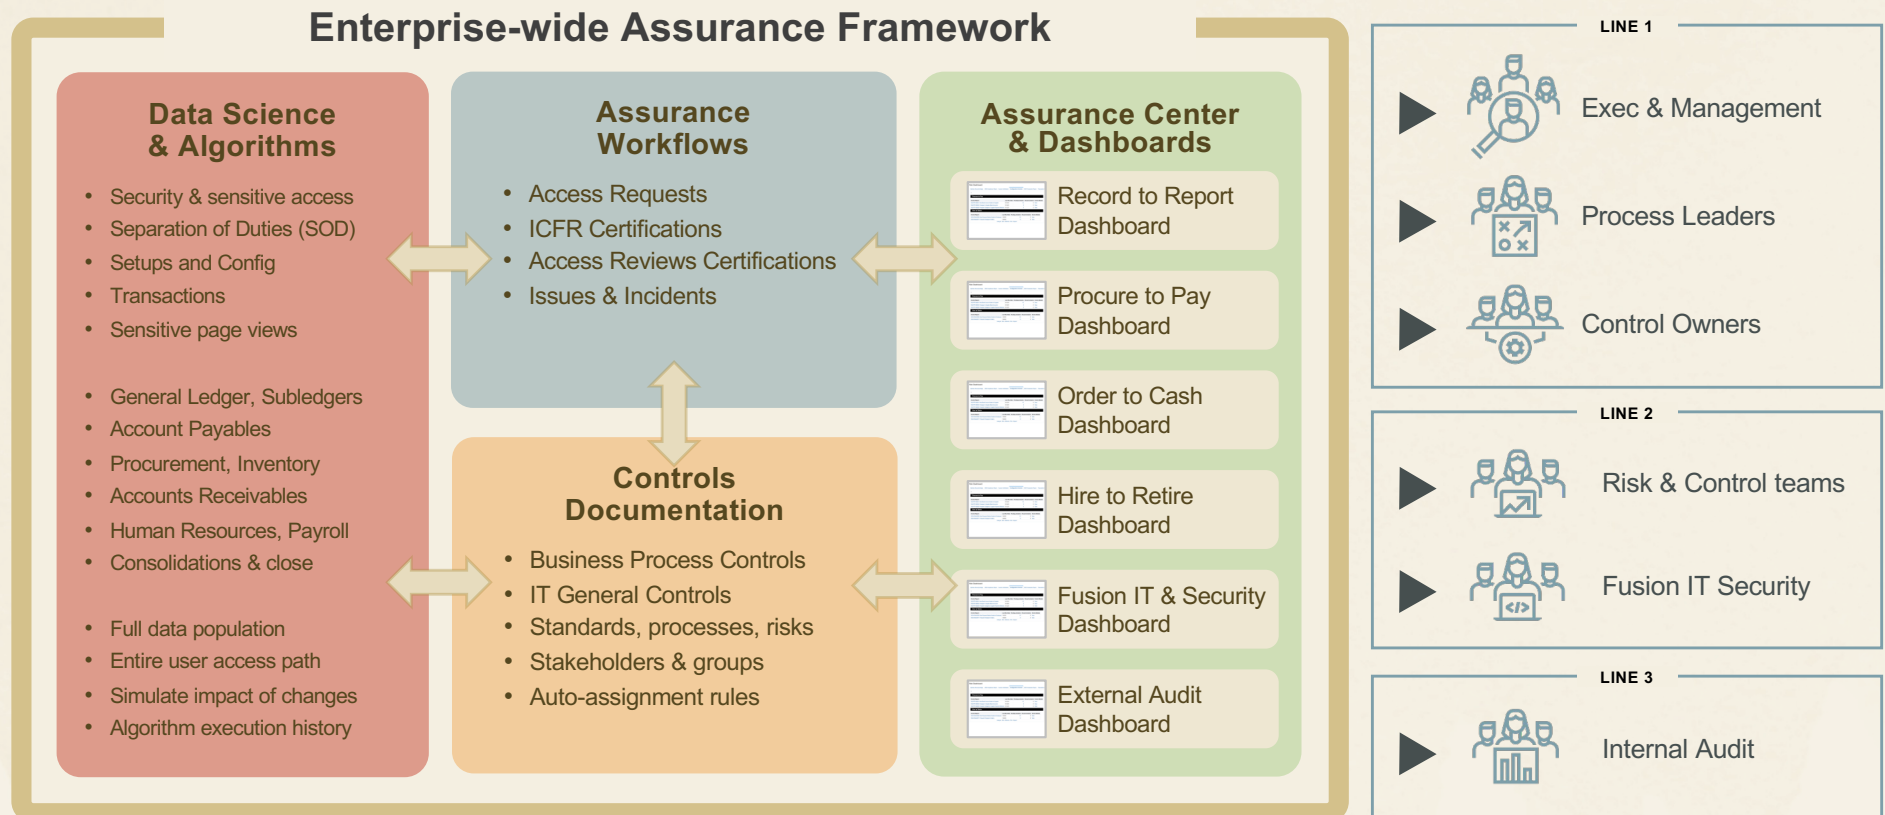 Enterprise-wide Assurance Framework
Data Science
& Algorithms
• Security & sensitive access
• Separation of Duties (SOD)
• Setups and Config
• Transactions
• Sensitive page views
• General Ledger, Subledgers
• Account Payables
• Procurement, Inventory
• Accounts Receivables
• Human Resources, Payroll
• Consolidations & close
• Full data population
• Entire user access path
• Simulate impact of changes
• Algorithm execution history
Assurance
Workflows
• Access Requests
• ICFR Certifications
• Access Reviews Certifications
• Issues & Incidents
Controls
Documentation
• Business Process Controls
• IT General Controls
• Standards, processes, risks
• Stakeholders & groups
• Auto-assignment rules
Assurance Center
& Dashboards
Record to Report
Dashboard
Procure to Pay
Dashboard
Order to Cash
Dashboard
Hire to Retire
Dashboard
Fusion IT & Security
Dashboard
External Audit
Dashboard
LINE 1
Exec & Management
Process Leaders
Control Owners
LINE 2
Risk & Control teams
Fusion IT Security
LINE 3
Internal Audit